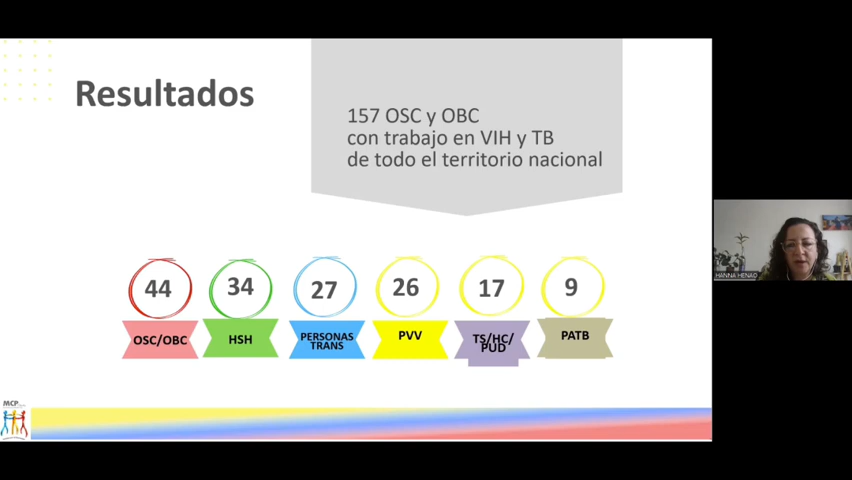 Resultados
157 OSC y OBC
con trabajo en VIH y TB
de todo el territorio nacional
44
34
27
26
17
9
OSC/OBC
HSH
PERSONAS
TRANS
PVV
TS/HC/
PUD
PATB
MCP
HANNA HENAO